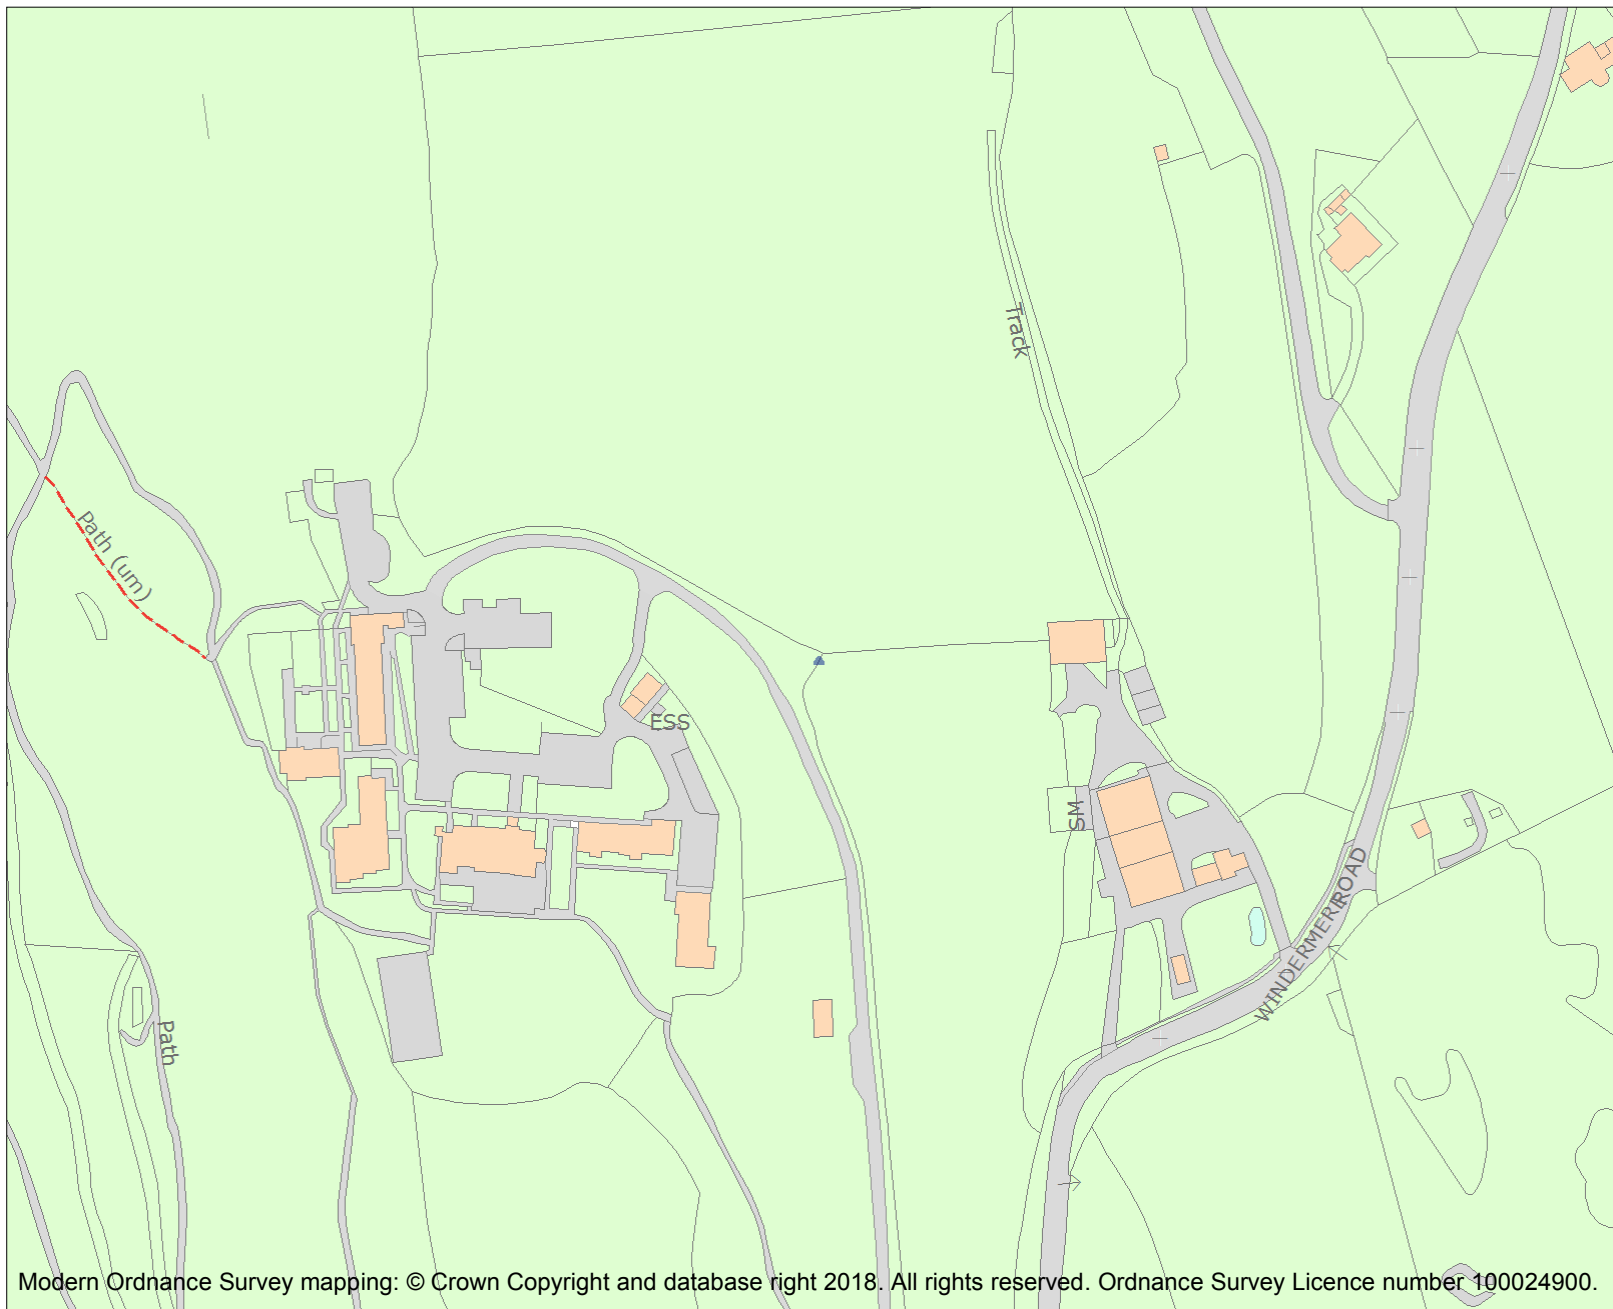 Track
Path (um)
ESS
SM
WINDERMERE ROAD
Path
Modern Ordnance Survey mapping: © Crown Copyright and database right 2018. All rights reserved. Ordnance Survey Licence number 100024900.